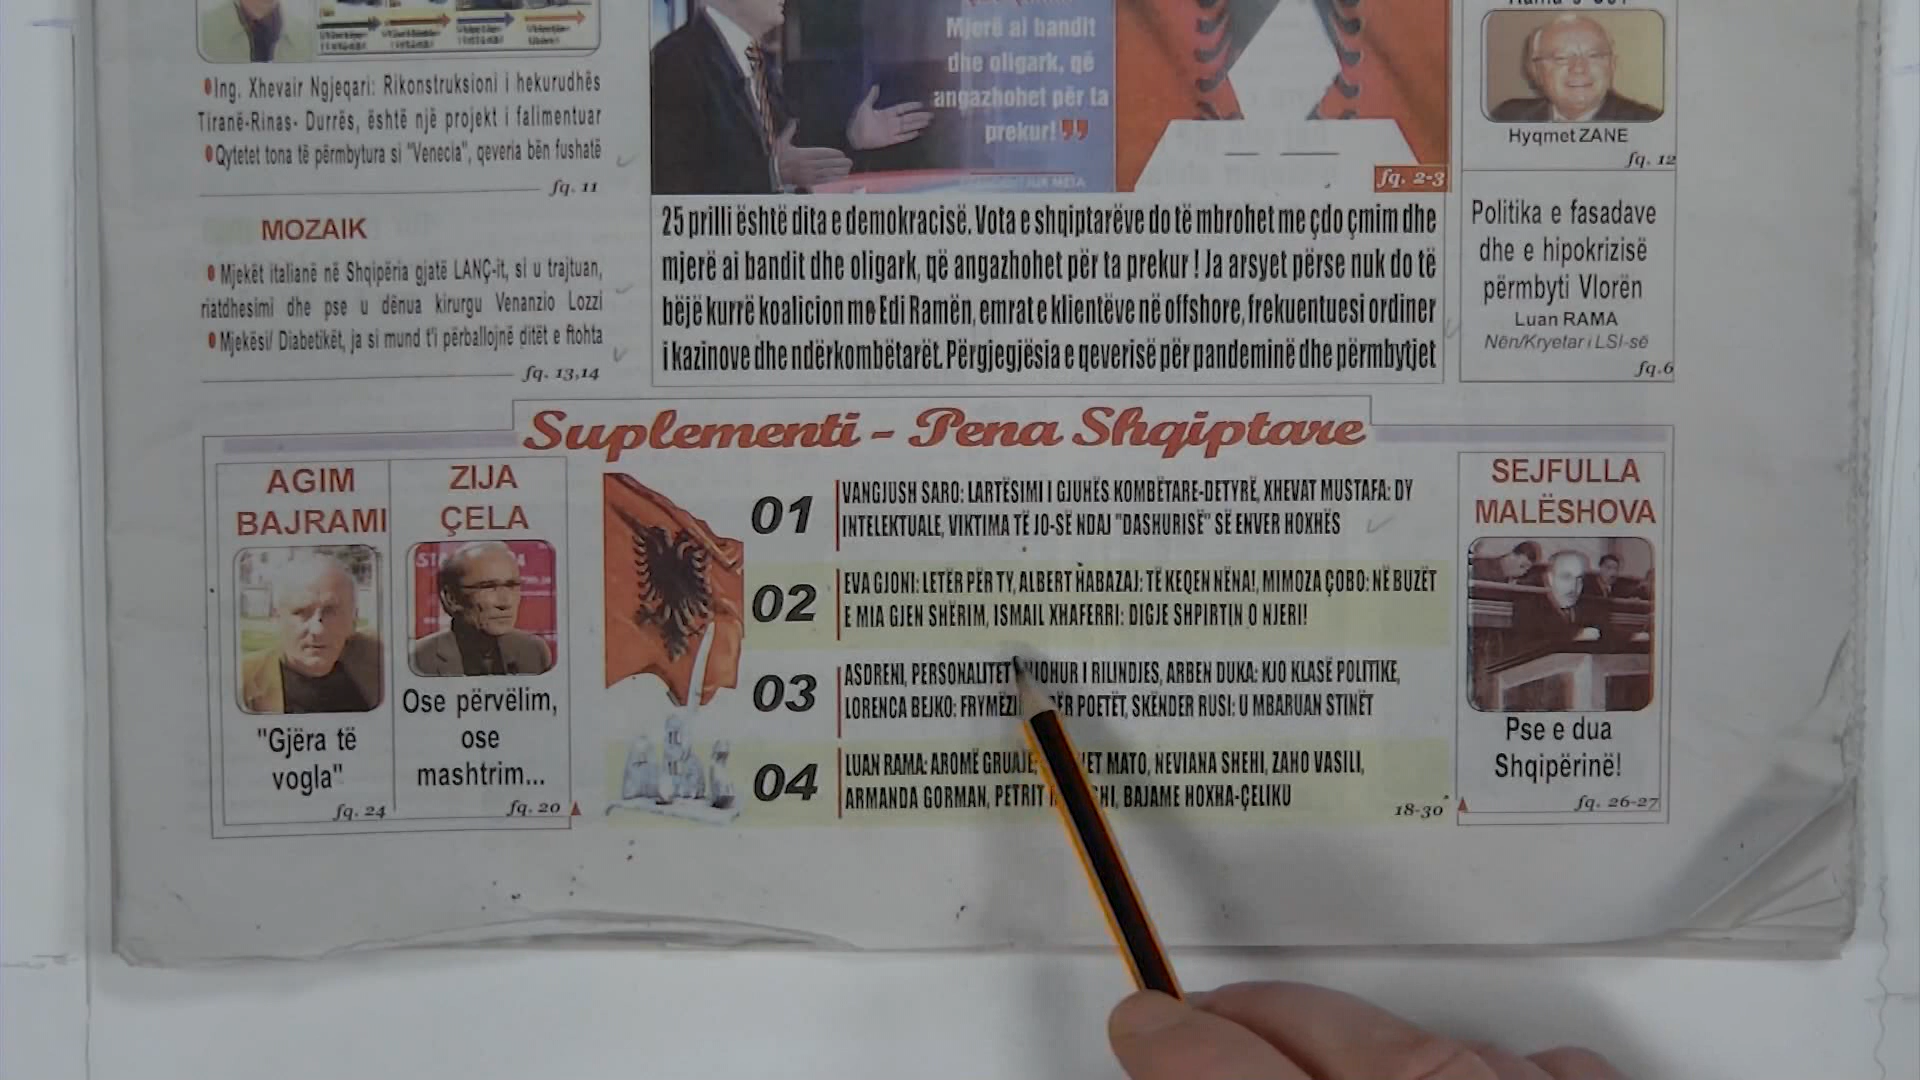 Ing. Xhevair Ngjeqari: Rikonstruksioni i hekurudhës
Tiranë-Rinas- Durrës, është një projekt i falimentuar
Qytetet tona të përmbytura si "Venecia", qeveria bën fushatë
fq. 11
MOZAIK
Mjekët italianë në Shqipëria gjatë LANÇ-it, si u trajtuan,
riatdhesimi dhe pse u dënua kirurgu Venanzio Lozzi
Mjekësi/ Diabetikët, ja si mund t'i përballojnë ditët e ftohta
fq. 13,14
Mjerë ai bandit
dhe oligark, që
angazhohet për ta
prekur!
fq. 2-3
25 prilli është dita e demokracisë. Vota e shqiptarëve do të mbrohet me çdo çmim dhe
mjerë ai bandit dhe oligark, që angazhohet për ta prekur ! Ja arsyet përse nuk do të
bëjë kurrë koalicion me Edi Ramën, emrat e klientëve në offshore, frekuentuesi ordiner
i kazinove dhe ndërkombëtarët. Përgjegjësia e qeverisë për pandeminë dhe përmbytjet
Hyqmet ZANE
fq. 12
Politika e fasadave
dhe e hipokrizisë
përmbyti Vlorën
Luan RAMA
Nën/Kryetar i LSI-së
fq.6
Suplementi - Pena Shqiptare
AGIM
BAJRAMI
"Gjëra të
vogla"
fq. 24
ZIJA
ÇELA
Ose përvëlim,
ose
mashtrim...
fq. 20
01
VANGJUSH SARO: LARTËSIMI I GJUHËS KOMBËTARE-DETYRË, XHEVAT MUSTAFA: DY
INTELEKTUALE, VIKTIMA TË JO-SË NDAJ "DASHURISË" SË ENVER HOXHËS
02
EVA GJONI: LETËR PËR TY, ALBERT HABAZAJ: TË KEQEN NËNA!, MIMOZA ÇOBO: NË BUZËT
E MIA GJEN SHËRIM, ISMAIL XHAFERRI: DIGJE SHPIRTIN O NJERI!
03
ASDRENI, PERSONALITET I RILINDJES, ARBEN DUKA: KJO KLASË POLITIKE,
LORENCA BEJKO: POETËT, SKËNDER RUSI: U MBARUAN STINËT
04
LUAN RAMA: AROMË GRUAJE, MATO, NEVIANA SHEHI, ZAHO VASILI,
ARMANDA GORMAN, PETRIT BAJAME HOXHA-ÇELIKU
18-30
SEJFULLA
MALËSHOVA
Pse e dua
Shqipërinë!
fq. 26-27